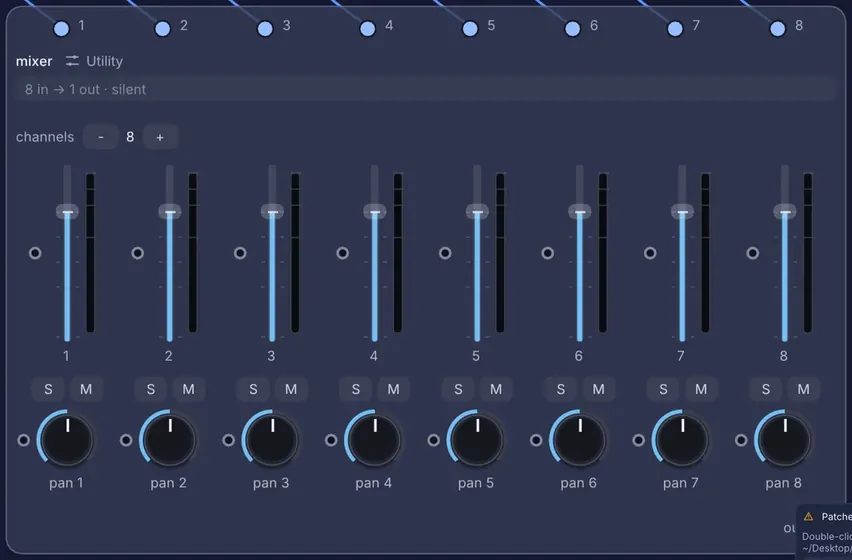 1 2 3 4 5 6 7 8
mixer Utility
8 in → 1 out · silent
channels - 8 +
1 2 3 4 5 6 7 8
S M S M S M S M S M S M S M S M
pan 1 pan 2 pan 3 pan 4 pan 5 pan 6 pan 7 pan 8